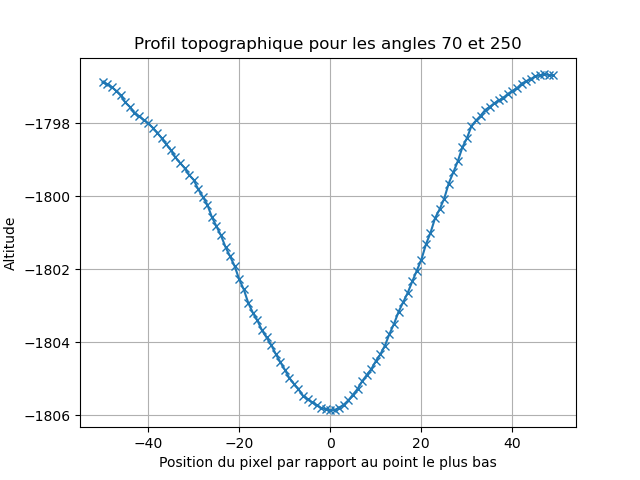 Profil topographique pour les angles 70 et 250
Altitude
−1798
−1800
−1802
−1804
−1806
−40 −20 0 20 40
Position du pixel par rapport au point le plus bas